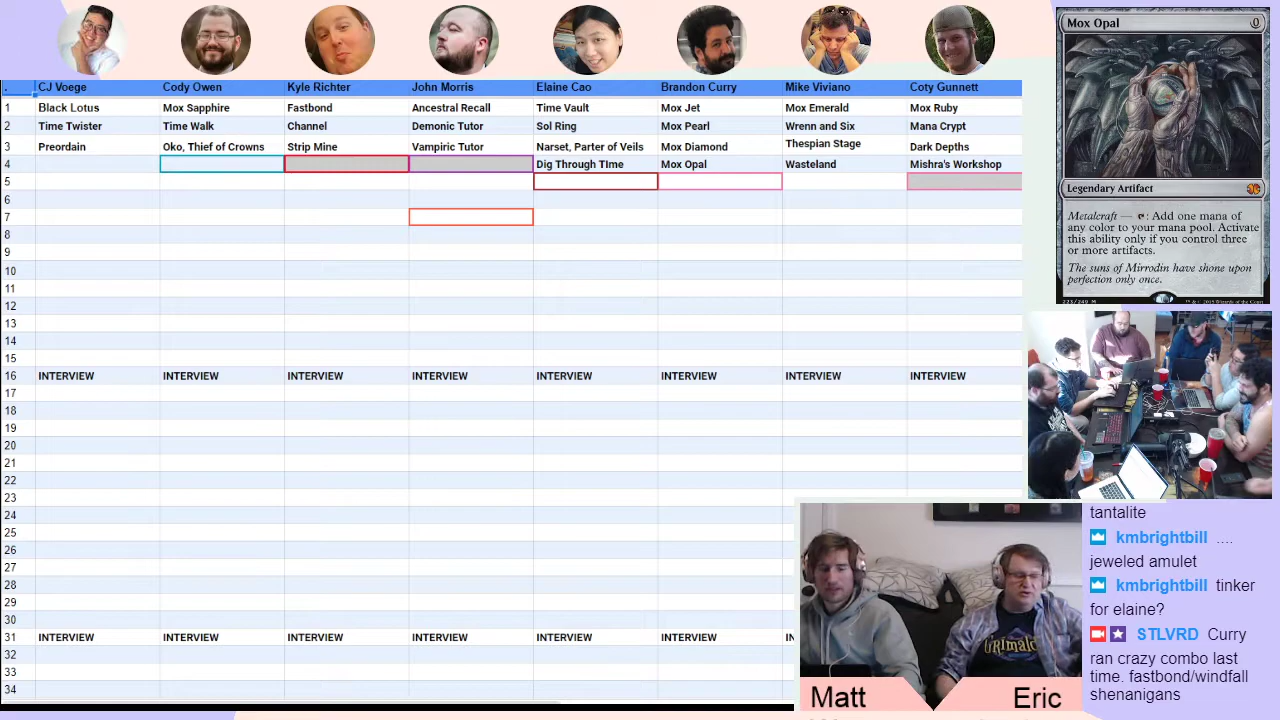 . CJ Voege Cody Owen Kyle Richter John Morris Elaine Cao Brandon Curry Mike Viviano Coty Gunnett
1 Black Lotus Mox Sapphire Fastbond Ancestral Recall Time Vault Mox Jet Mox Emerald Mox Ruby
2 Time Twister Time Walk Channel Demonic Tutor Sol Ring Mox Pearl Wrenn and Six Mana Crypt
3 Preordain Oko, Thief of Crowns Strip Mine Vampiric Tutor Narset, Parter of Veils Mox Diamond Thespian Stage Dark Depths
4 Dig Through TIme Mox Opal Wasteland Mishra's Workshop
5
6
7
8
9
10
11
12
13
14
15
16 INTERVIEW INTERVIEW INTERVIEW INTERVIEW INTERVIEW INTERVIEW INTERVIEW INTERVIEW
17
18
19
20
21
22
23
24
25
26
27
28
29
30
31 INTERVIEW INTERVIEW INTERVIEW INTERVIEW INTERVIEW INTERVIEW IN
32
33
34
Mox Opal 0
Legendary Artifact
Metalcraft — : Add one mana of
any color to your mana pool. Activate
this ability only if you control three
or more artifacts.
The suns of Mirrodin have shone upon
perfection only once.
tantalite
kmbrightbill ....
jeweled amulet
kmbrightbill tinker
for elaine?
STLVRD Curry
ran crazy combo last
time. fastbond/windfall
shenanigans
Matt Eric